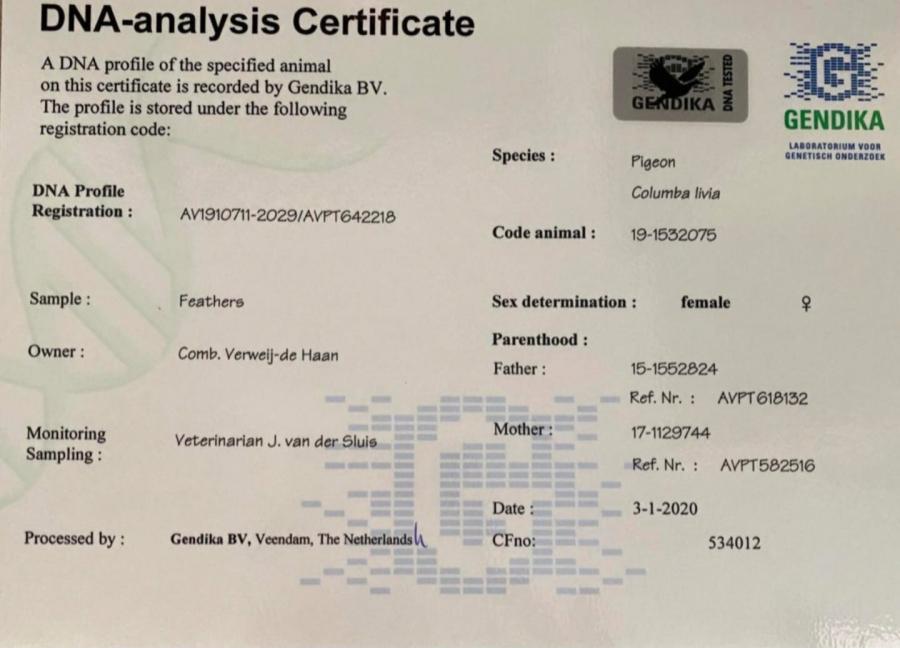 DNA-analysis Certificate
A DNA profile of the specified animal
on this certificate is recorded by Gendika BV.
The profile is stored under the following
registration code:
GENDIKA
DNA TESTED
GENDIKA
LABORATORIUM VOOR
GENETISCH ONDERZOEK
DNA Profile
Registration : AV1910711-2029/AVPT642218
Sample : Feathers
Owner : Comb. Verweij-de Haan
Monitoring
Sampling : Veterinarian J. van der Sluis
Processed by : Gendika BV, Veendam, The Netherlands
Species : Pigeon
Columba livia
Code animal : 19-1532075
Sex determination : female ♀
Parenthood :
Father : 15-1552824
Ref. Nr. : AVPT618132
Mother : 17-1129744
Ref. Nr. : AVPT582516
Date : 3-1-2020
CFno: 534012